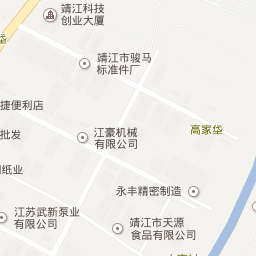 靖江科技
创业大厦
岱
靖江市骏马
标准件厂
捷便利店
江豪机械
有限公司
高家岱
批发
纸业
永丰精密制造
江苏武新泵业
有限公司
靖江市天源
食品有限公司